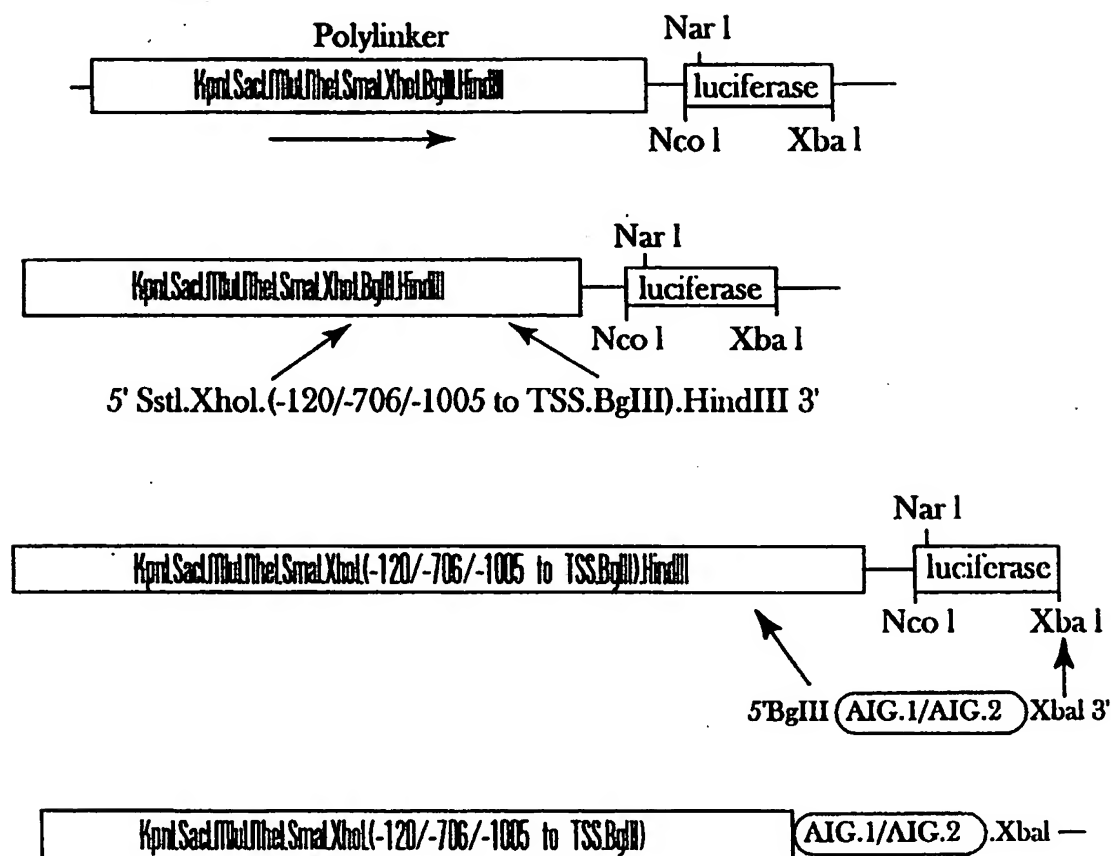 Polylinker
Nar l
KpnI.SacI.MluI.NheI.SmaI.XhoI.BglII.HindIII
luciferase
Nco l
Xba l
Nar l
KpnI.SacI.MluI.NheI.SmaI.XhoI.BglII.HindIII
luciferase
Nco l
Xba l
5' SstI.XhoI.(-120/-706/-1005 to TSS.BgIII).HindIII 3'
Nar l
KpnI.SacI.MluI.NheI.SmaI.XhoI.(-120/-706/-1005 to TSS.BglII).HindIII
luciferase
Nco l
Xba l
5'BgIII AIG.1/AIG.2 XbaI 3'
KpnI.SacI.MluI.NheI.SmaI.XhoI.(-120/-706/-1005 to TSS.BglII)
AIG.1/AIG.2 .XbaI —